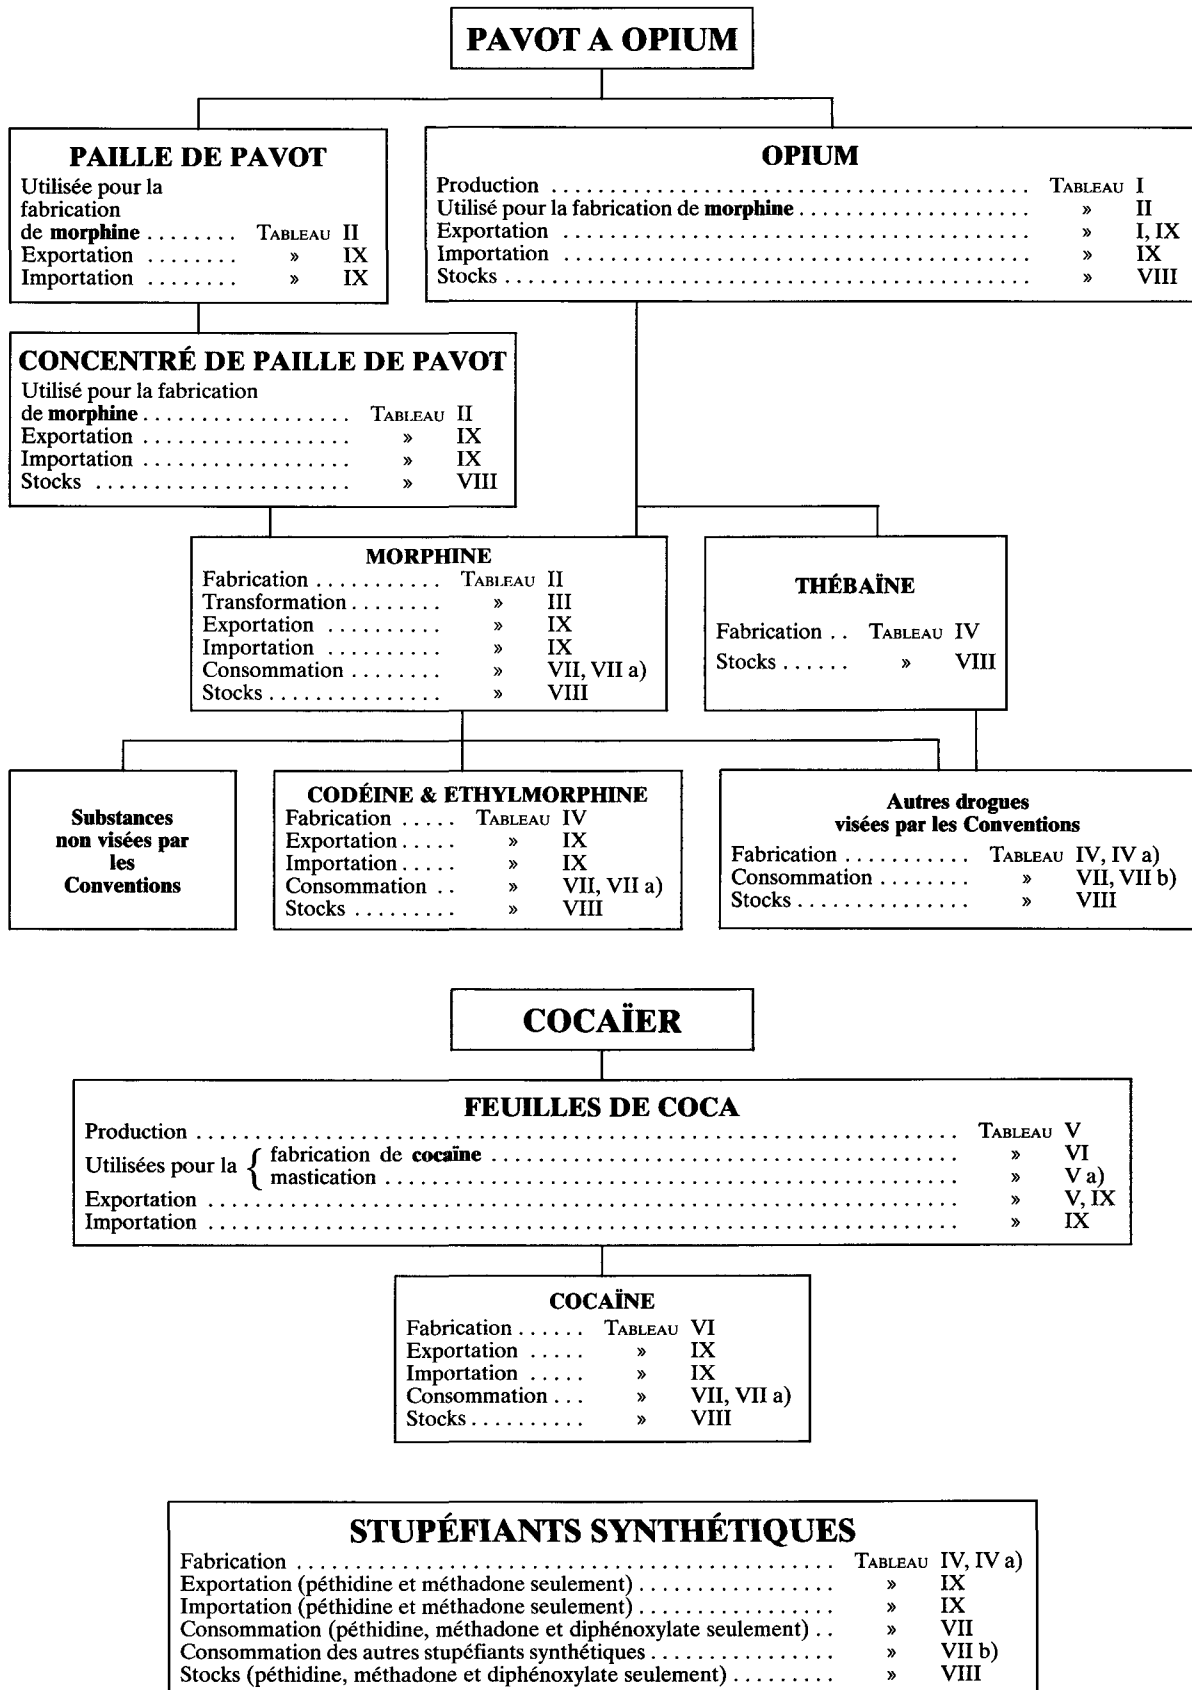 PAVOT A OPIUM
PAILLE DE PAVOT
Utilisée pour la
fabrication
de morphine ........ TABLEAU II
Exportation ........ » IX
Importation ........ » IX
OPIUM
Production ............................................ TABLEAU I
Utilisé pour la fabrication de morphine ..................... » II
Exportation ........................................... » I, IX
Importation ........................................... » IX
Stocks ................................................ » VIII
CONCENTRÉ DE PAILLE DE PAVOT
Utilisé pour la fabrication
de morphine .................. TABLEAU II
Exportation .................. » IX
Importation .................. » IX
Stocks ...................... » VIII
MORPHINE
Fabrication ........... TABLEAU II
Transformation ........ » III
Exportation .......... » IX
Importation .......... » IX
Consommation ......... » VII, VII a)
Stocks ............... » VIII
THÉBAÏNE
Fabrication .. TABLEAU IV
Stocks ...... » VIII
Substances
non visées par
les
Conventions
CODÉINE & ETHYLMORPHINE
Fabrication ..... TABLEAU IV
Exportation ..... » IX
Importation ..... » IX
Consommation .. » VII, VII a)
Stocks ......... » VIII
Autres drogues
visées par les Conventions
Fabrication ........... TABLEAU IV, IV a)
Consommation ........ » VII, VII b)
Stocks ............... » VIII
COCAÏER
FEUILLES DE COCA
Production ................................................................ TABLEAU V
Utilisées pour la { fabrication de cocaïne ....................................... » VI
mastication ................................................ » V a)
Exportation ............................................................... » V, IX
Importation ............................................................... » IX
COCAÏNE
Fabrication ...... TABLEAU VI
Exportation ..... » IX
Importation ..... » IX
Consommation ... » VII, VII a)
Stocks .......... » VIII
STUPÉFIANTS SYNTHÉTIQUES
Fabrication ................................................ TABLEAU IV, IV a)
Exportation (péthidine et méthadone seulement) ................. » IX
Importation (péthidine et méthadone seulement) ................. » IX
Consommation (péthidine, méthadone et diphénoxylate seulement) .. » VII
Consommation des autres stupéfiants synthétiques ................ » VII b)
Stocks (péthidine, méthadone et diphénoxylate seulement) ......... » VIII